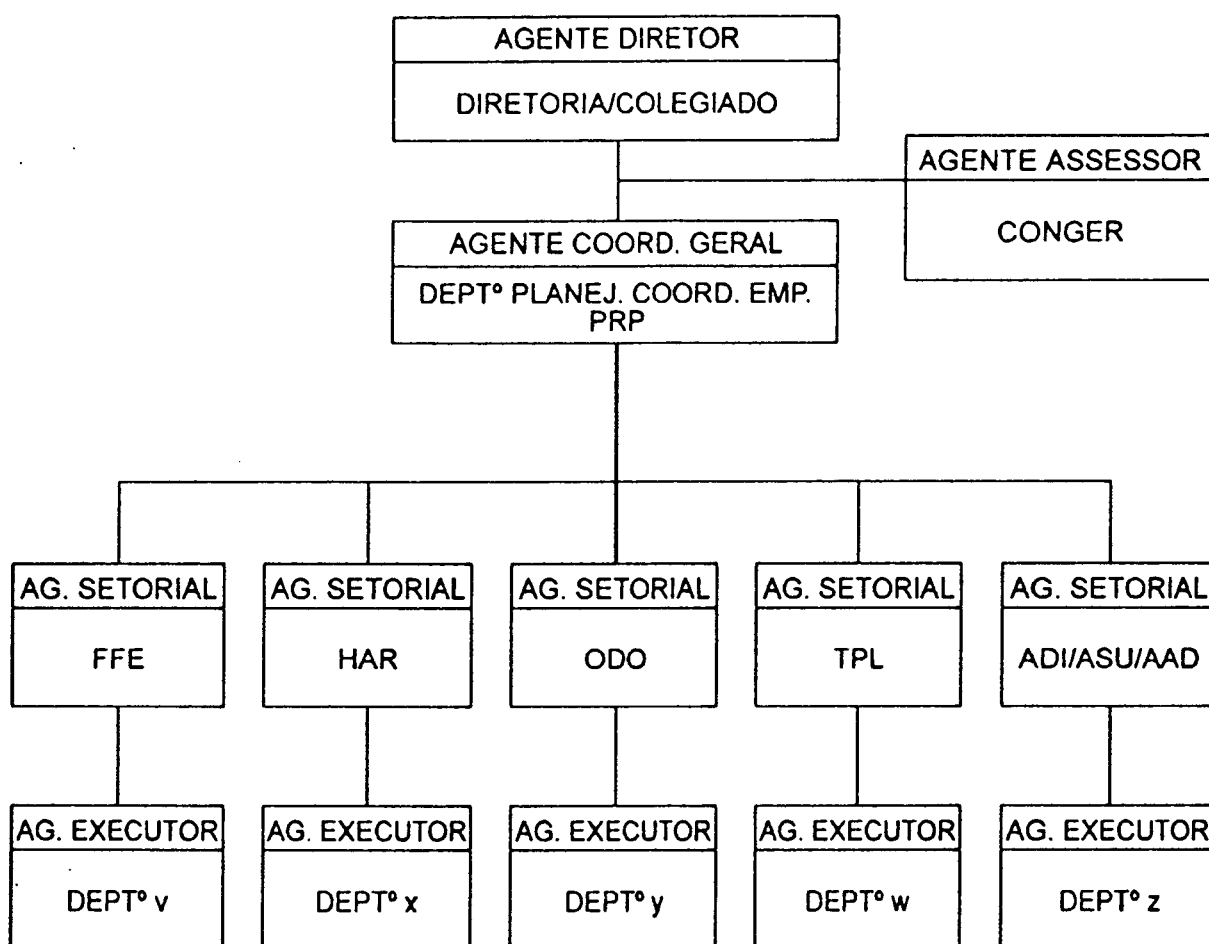 AGENTE DIRETOR
DIRETORIA/COLEGIADO
AGENTE ASSESSOR
CONGER
AGENTE COORD. GERAL
DEPTº PLANEJ. COORD. EMP.
PRP
AG. SETORIAL
FFE
AG. SETORIAL
HAR
AG. SETORIAL
ODO
AG. SETORIAL
TPL
AG. SETORIAL
ADI/ASU/AAD
AG. EXECUTOR
DEPTº v
AG. EXECUTOR
DEPTº x
AG. EXECUTOR
DEPTº y
AG. EXECUTOR
DEPTº w
AG. EXECUTOR
DEPTº z